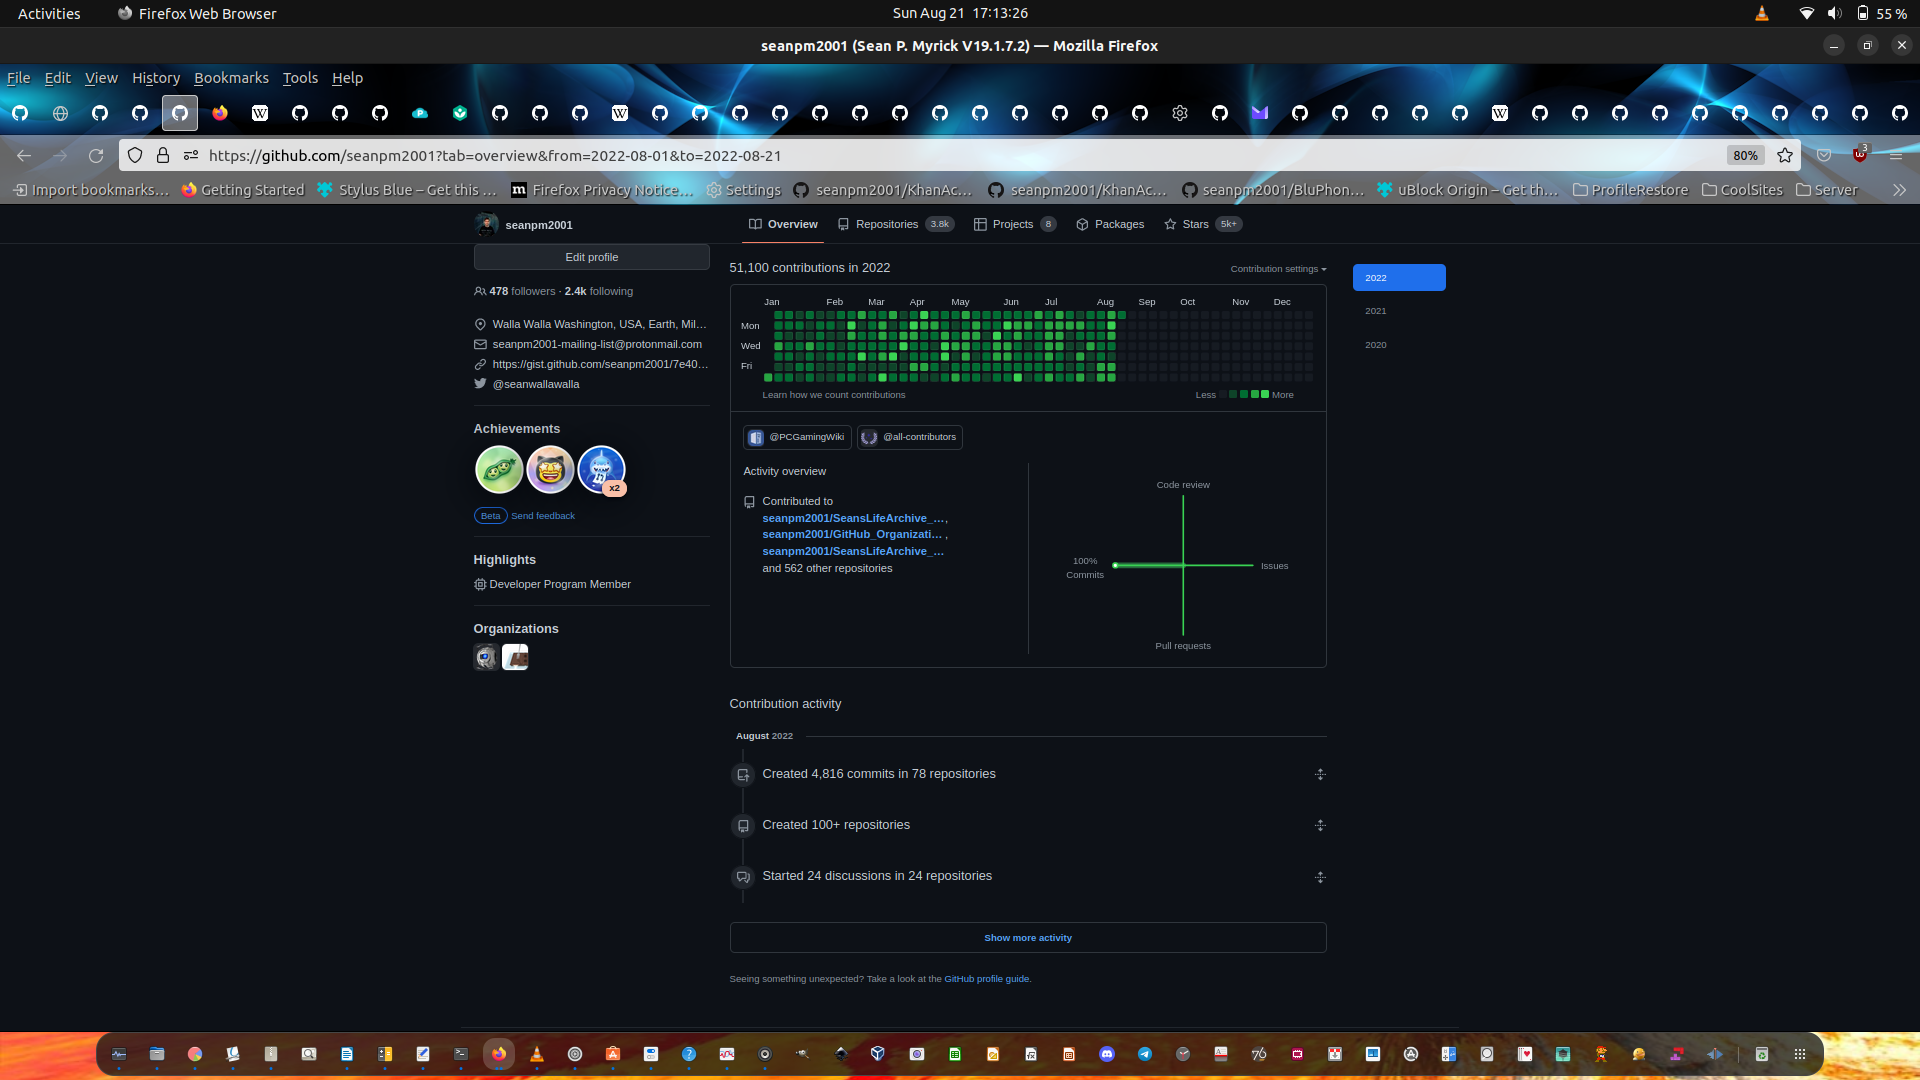 Activities
Firefox Web Browser
Sun Aug 21 17:13:26
55 %
seanpm2001 (Sean P. Myrick V19.1.7.2) — Mozilla Firefox
File Edit View History Bookmarks Tools Help
https://github.com/seanpm2001?tab=overview&from=2022-08-01&to=2022-08-21
80%
3
Import bookmarks…
Getting Started
Stylus Blue – Get this …
Firefox Privacy Notice…
Settings
seanpm2001/KhanAc…
seanpm2001/KhanAc…
seanpm2001/BluPhon…
uBlock Origin – Get th…
ProfileRestore
CoolSites
Server
seanpm2001
Overview
Repositories 3.8k
Projects 8
Packages
Stars 5k+
Edit profile
478 followers · 2.4k following
Walla Walla Washington, USA, Earth, Mil…
seanpm2001-mailing-list@protonmail.com
https://gist.github.com/seanpm2001/7e40…
@seanwallawalla
Achievements
x2
Beta Send feedback
Highlights
Developer Program Member
Organizations
51,100 contributions in 2022
Contribution settings
2022
2021
2020
Jan Feb Mar Apr May Jun Jul Aug Sep Oct Nov Dec
Mon
Wed
Fri
Learn how we count contributions
Less
More
@PCGamingWiki
@all-contributors
Activity overview
Contributed to
seanpm2001/SeansLifeArchive_…,
seanpm2001/GitHub_Organizati… ,
seanpm2001/SeansLifeArchive_…
and 562 other repositories
Code review
100%
Commits
Issues
Pull requests
Contribution activity
August 2022
Created 4,816 commits in 78 repositories
Created 100+ repositories
Started 24 discussions in 24 repositories
Show more activity
Seeing something unexpected? Take a look at the GitHub profile guide.